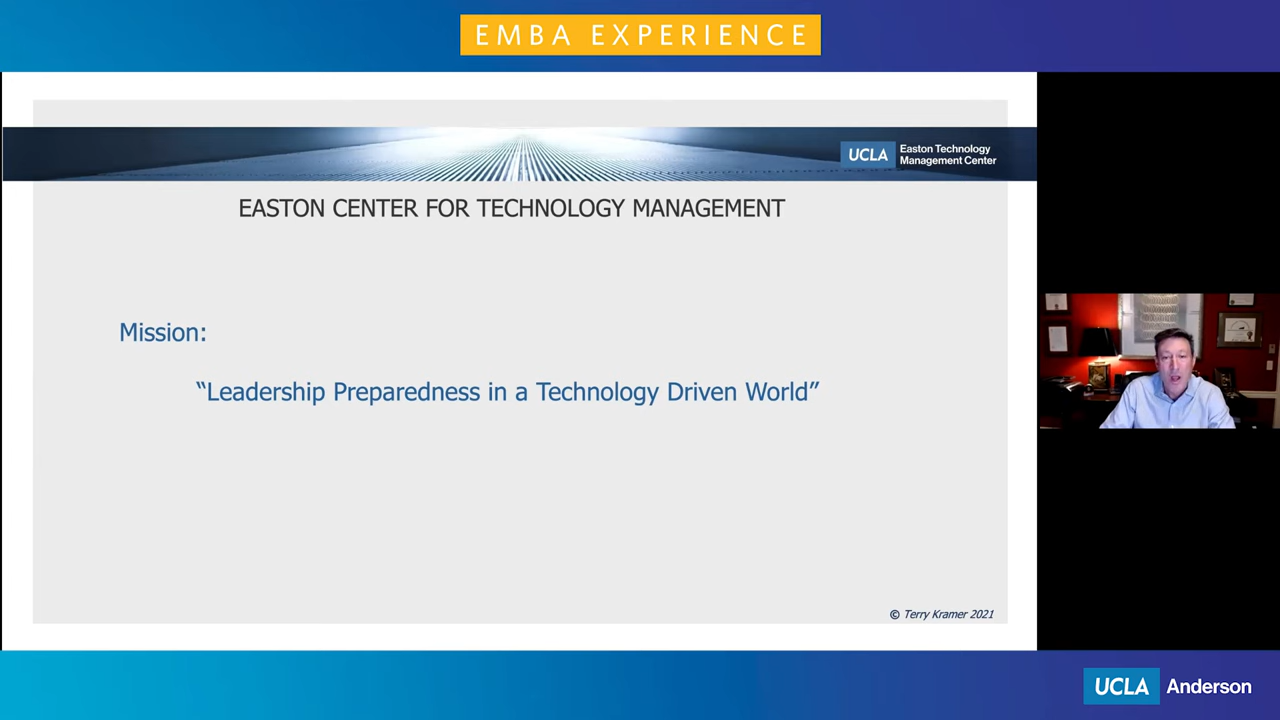 EMBA EXPERIENCE
UCLA Easton Technology
Management Center
EASTON CENTER FOR TECHNOLOGY MANAGEMENT
Mission:
“Leadership Preparedness in a Technology Driven World”
© Terry Kramer 2021
UCLA Anderson